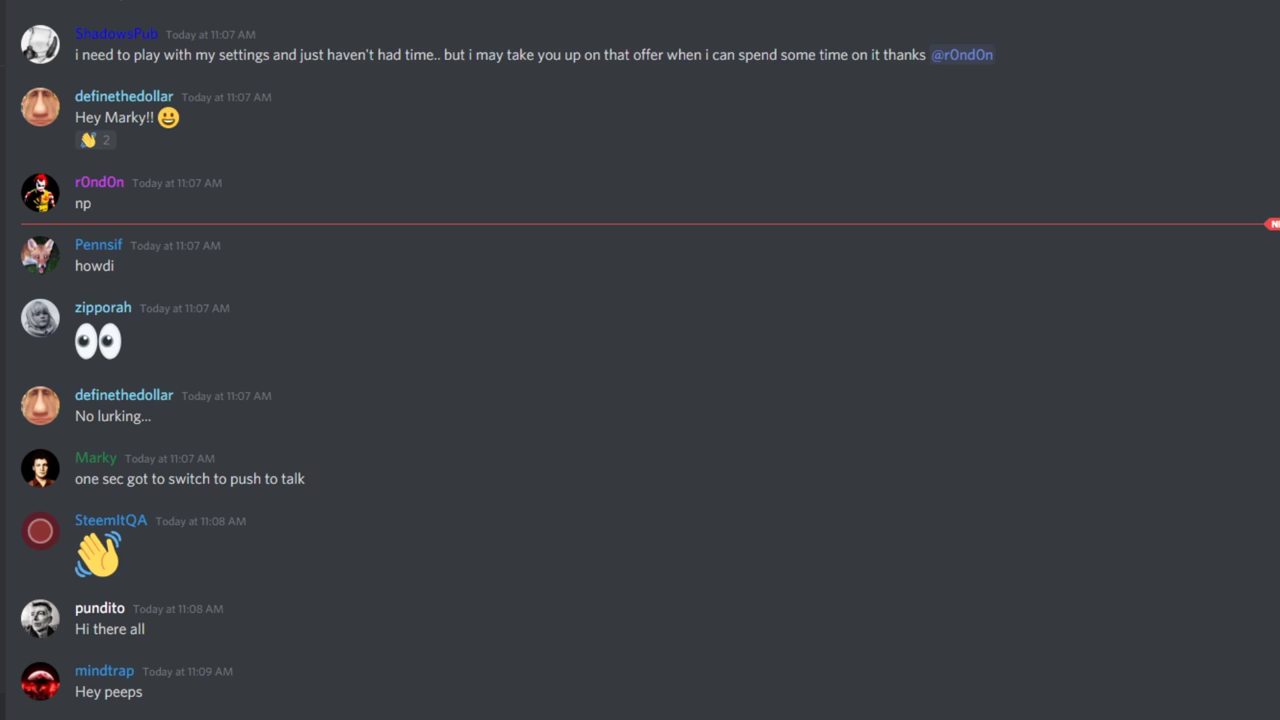 ShadowsPub Today at 11:07 AM
i need to play with my settings and just haven't had time.. but i may take you up on that offer when i can spend some time on it thanks @r0nd0n
definethedollar Today at 11:07 AM
Hey Marky!! 😀
👋 2
r0nd0n Today at 11:07 AM
np
Pennsif Today at 11:07 AM
howdi
zipporah Today at 11:07 AM
👀
definethedollar Today at 11:07 AM
No lurking...
Marky Today at 11:07 AM
one sec got to switch to push to talk
SteemItQA Today at 11:08 AM
👋
pundito Today at 11:08 AM
Hi there all
mindtrap Today at 11:09 AM
Hey peeps